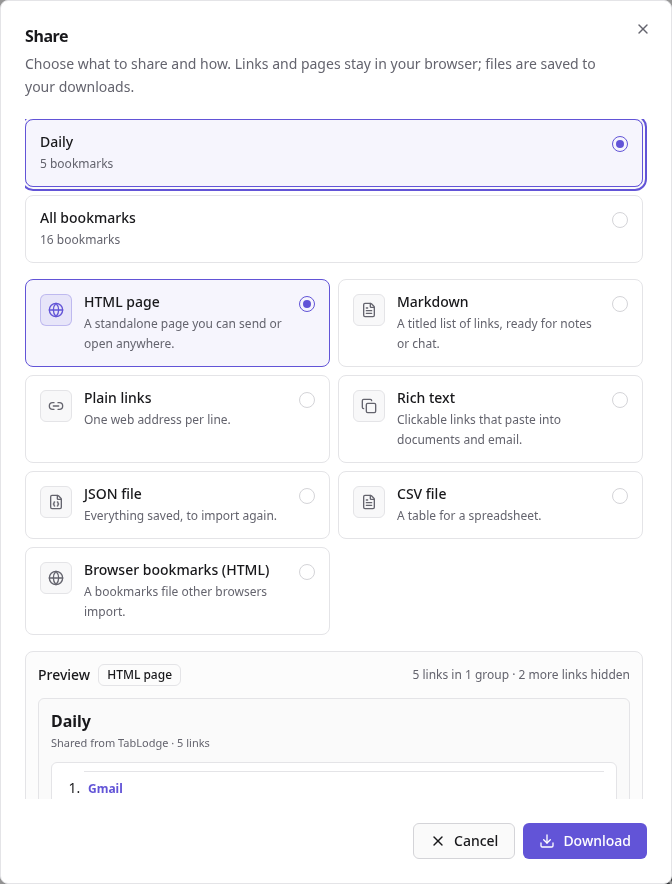 Share
Choose what to share and how. Links and pages stay in your browser; files are saved to
your downloads.
Daily
5 bookmarks
All bookmarks
16 bookmarks
HTML page
A standalone page you can send or
open anywhere.
Markdown
A titled list of links, ready for notes
or chat.
Plain links
One web address per line.
Rich text
Clickable links that paste into
documents and email.
JSON file
Everything saved, to import again.
CSV file
A table for a spreadsheet.
Browser bookmarks (HTML)
A bookmarks file other browsers
import.
Preview HTML page 5 links in 1 group · 2 more links hidden
Daily
Shared from TabLodge · 5 links
1. Gmail
Cancel Download